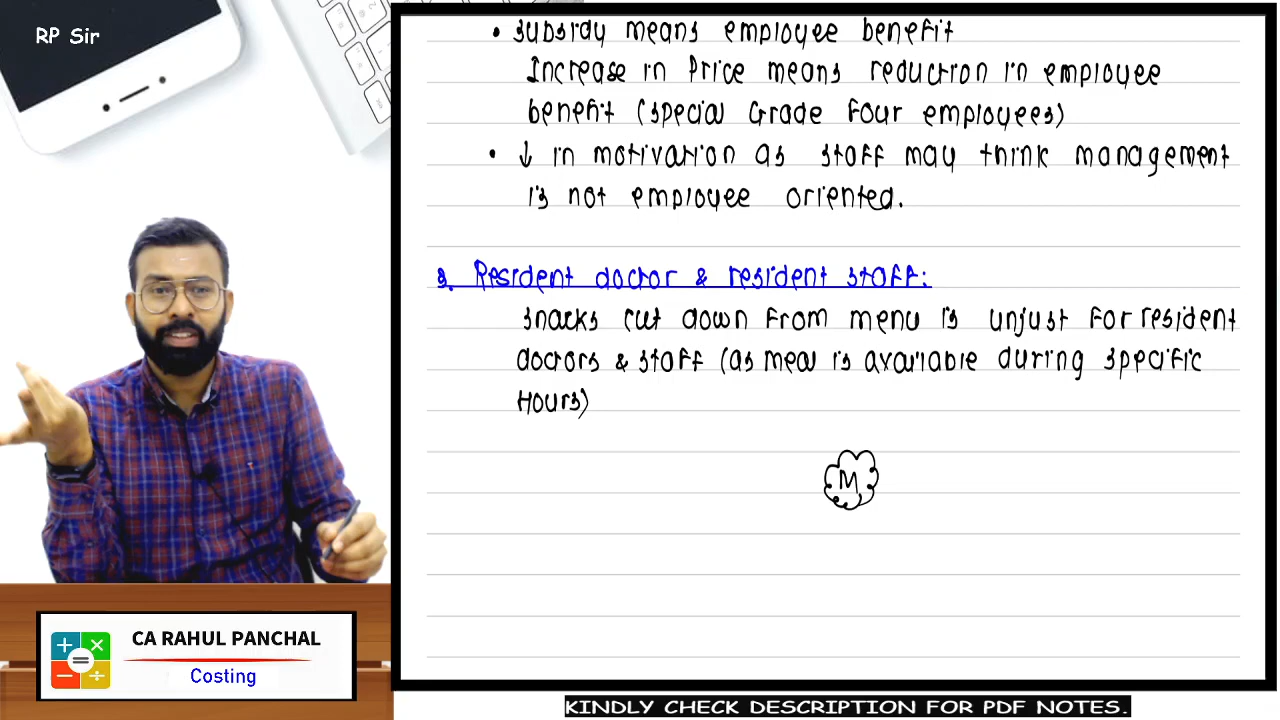 RP Sir
• subsidy means employee benefit
Increase in Price means reduction in employee
benefit (special Grade four employees)
• ↓ in motivation as staff may think management
is not employee oriented.
3. Resident doctor & resident staff:
snacks cut down from menu is unjust for resident
doctors & staff (as meal is available during specific
Hours)
M
CA RAHUL PANCHAL
Costing
KINDLY CHECK DESCRIPTION FOR PDF NOTES.